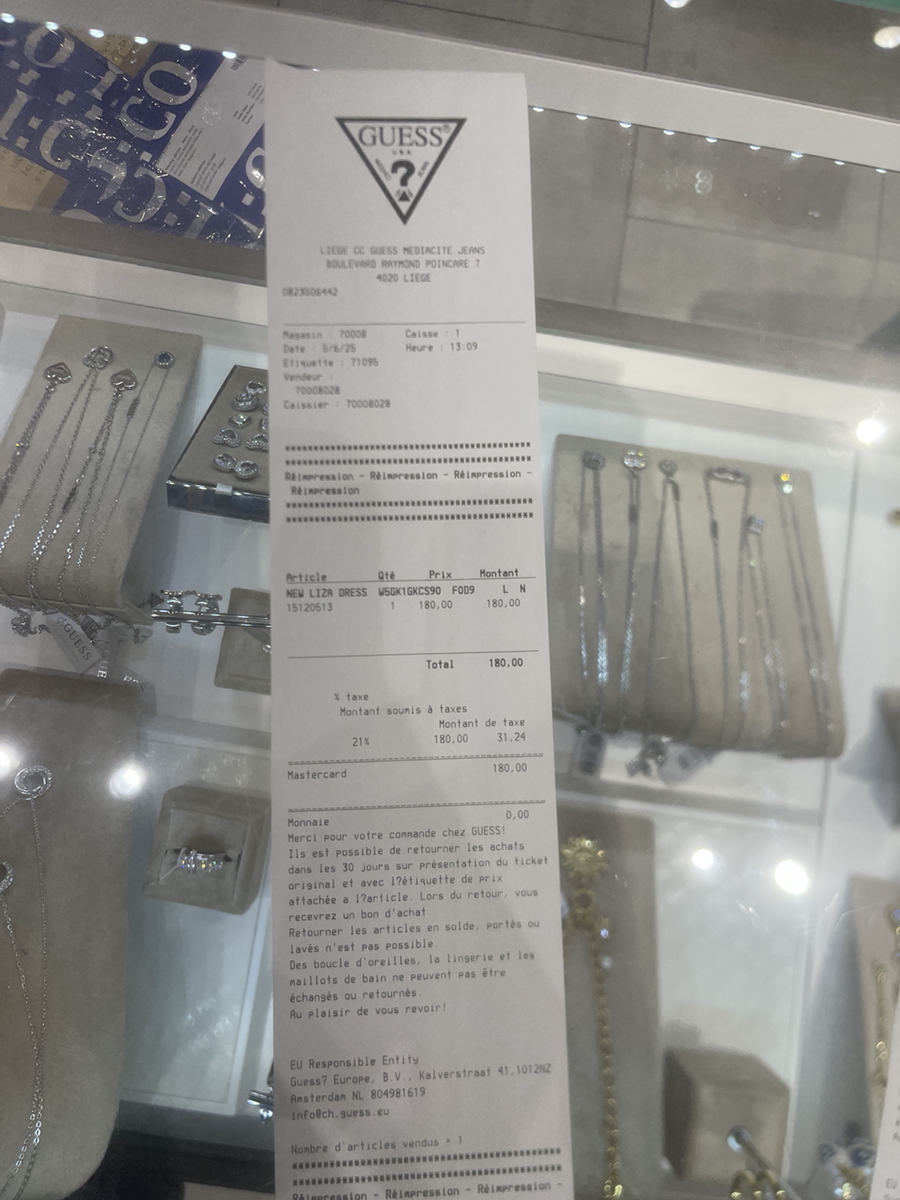 GUESS®
USA
?
LIEGE CC GUESS MEDIACITE JEANS
BOULEVARD RAYMOND POINCARE 7
4020 LIEGE
0823506442
Magasin : 70008 Caisse : 1
Date : 5/6/25 Heure : 13:09
Etiquette : 71095
Vendeur :
70008028
Caissier : 70008028
Réimpression - Réimpression - Réimpression -
Réimpression
Article Qté Prix Montant
NEW LIZA DRESS W5GK1GKCS90 F0D9 L N
15120513 1 180,00 180,00
Total 180,00
% taxe
Montant soumis à taxes
Montant de taxe
21% 180,00 31,24
Mastercard 180,00
Monnaie 0,00
Merci pour votre commande chez GUESS!
Ils est possible de retourner les achats
dans les 30 jours sur présentation du ticket
original et avec l?étiquette de prix
attachée a l?article. Lors du retour, vous
recevrez un bon d'achat.
Retourner les articles en solde, portés ou
lavés n'est pas possible.
Des boucle d'oreilles, la lingerie et les
maillots de bain ne peuvent pas être
échangés ou retournés.
Au plaisir de vous revoir!
EU Responsible Entity
Guess? Europe, B.V., Kalverstraat 41,1012NZ
Amsterdam NL 804981619
info@ch.guess.eu
Nombre d'articles vendus = 1
Réimpression - Réimpression - Réimpression -
GUESS